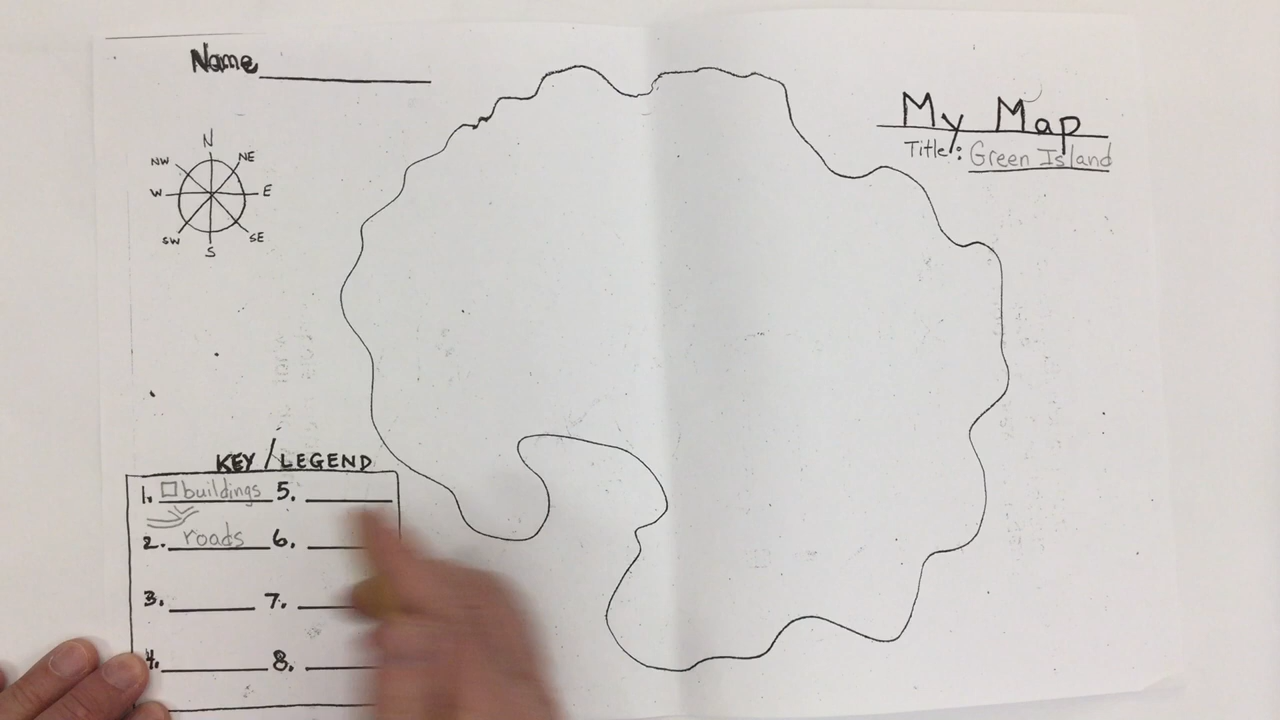 Name
My Map
Title: Green Island
N
NW NE
W E
SW SE
S
KEY/LEGEND
1. buildings 5.
2. roads 6.
3. 7.
4. 8.